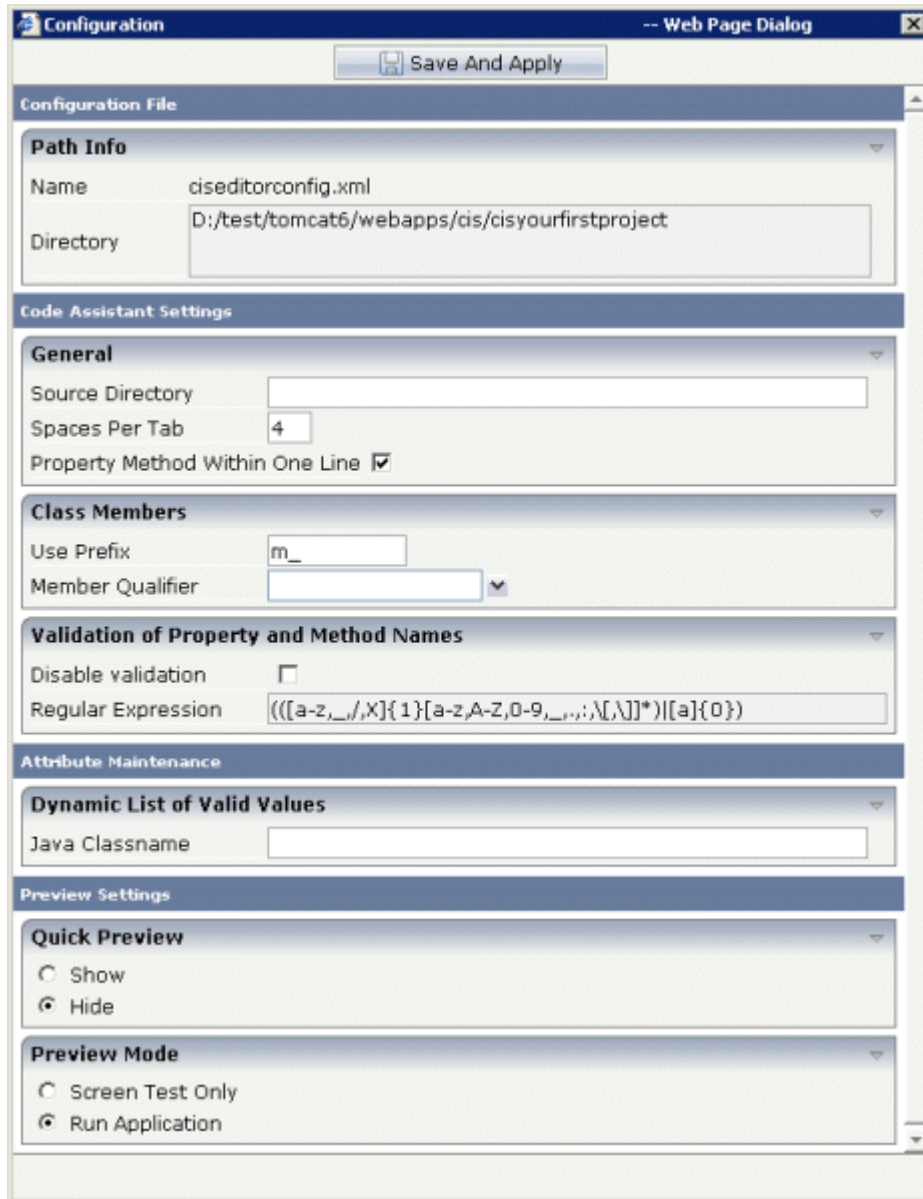 Configuration -- Web Page Dialog
Save And Apply
Configuration File
Path Info
Name ciseditorconfig.xml
Directory D:/test/tomcat6/webapps/cis/cisyourfirstproject
Code Assistant Settings
General
Source Directory
Spaces Per Tab 4
Property Method Within One Line
Class Members
Use Prefix m_
Member Qualifier
Validation of Property and Method Names
Disable validation
Regular Expression (([a-z,_,/,X]{1}[a-z,A-Z,0-9,_,.,:,\[,\]]*)|[a]{0})
Attribute Maintenance
Dynamic List of Valid Values
Java Classname
Preview Settings
Quick Preview
Show
Hide
Preview Mode
Screen Test Only
Run Application